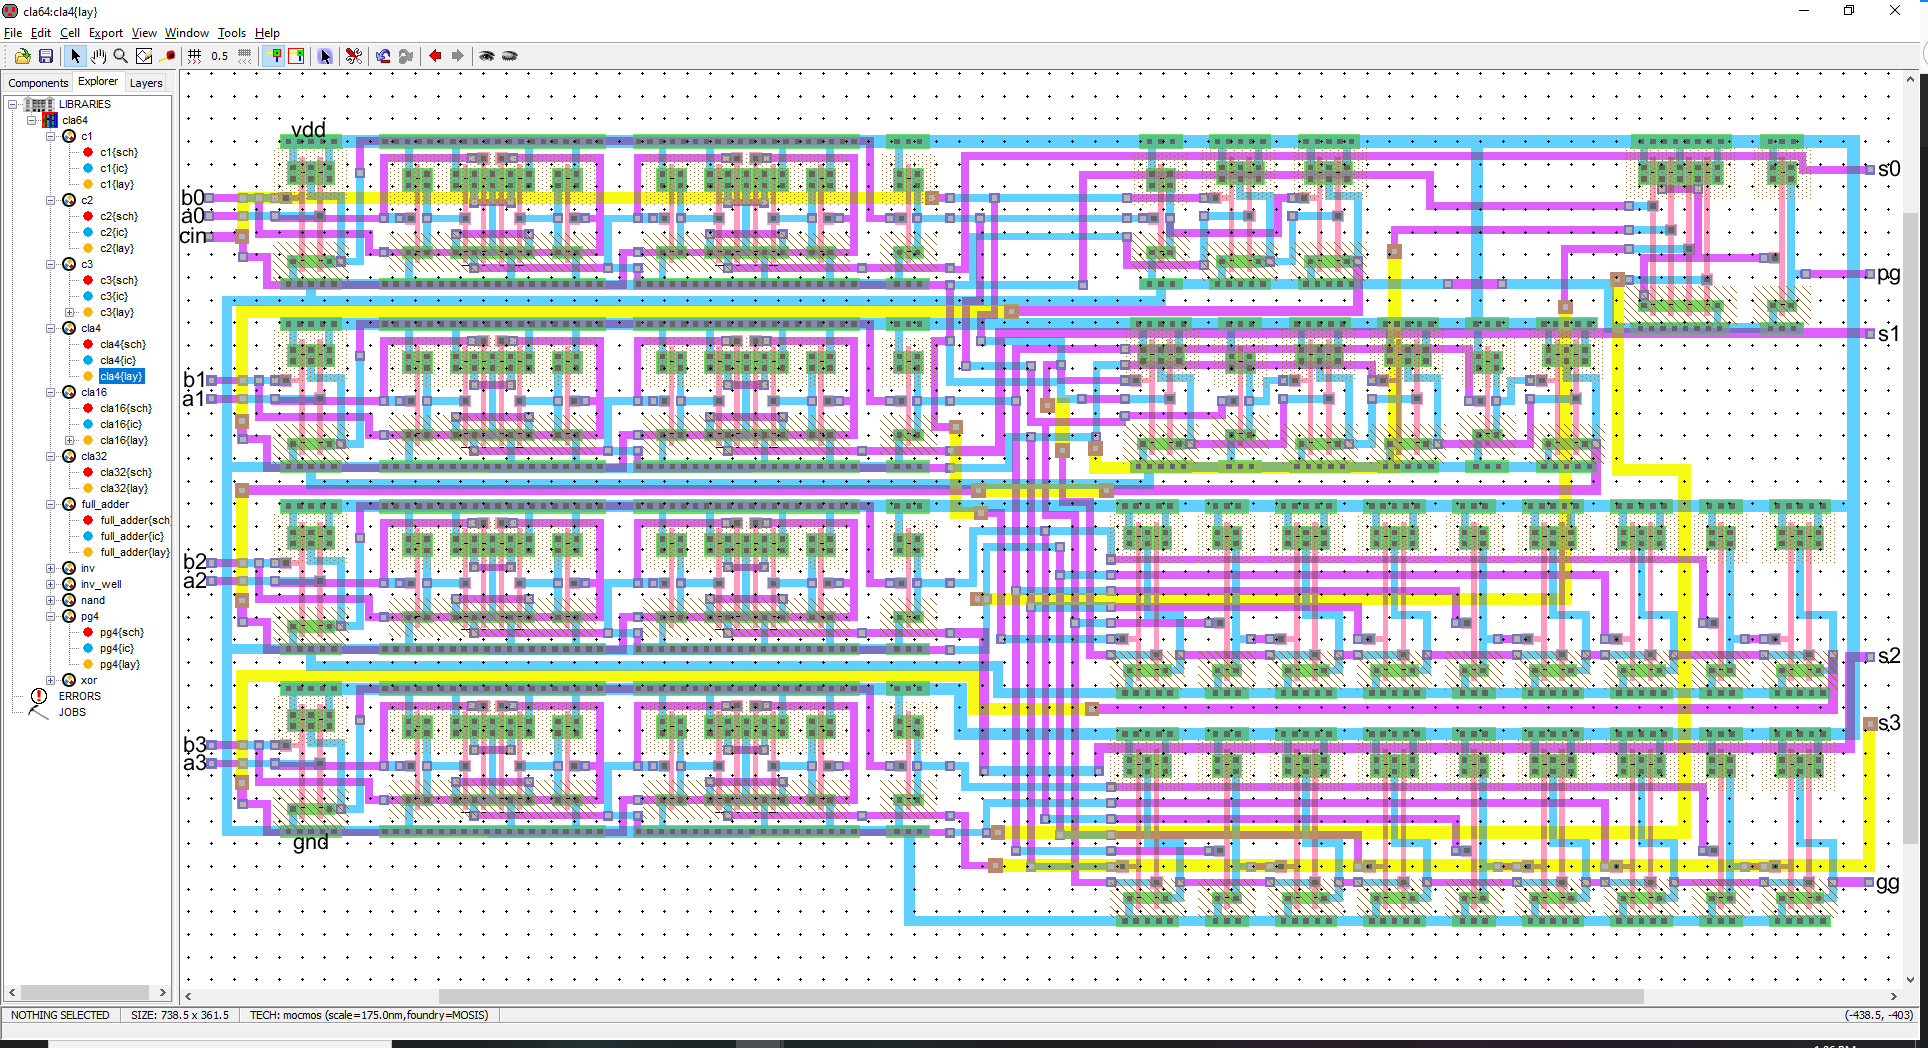 cla64:cla4{lay}
File Edit Cell Export View Window Tools Help
0.5
Components Explorer Layers
LIBRARIES
cla64
c1
c1{sch}
c1{ic}
c1{lay}
c2
c2{sch}
c2{ic}
c2{lay}
c3
c3{sch}
c3{ic}
c3{lay}
cla4
cla4{sch}
cla4{ic}
cla4{lay}
cla16
cla16{sch}
cla16{ic}
cla16{lay}
cla32
cla32{sch}
cla32{lay}
full_adder
full_adder{sch
full_adder{ic}
full_adder{lay}
inv
inv_well
nand
pg4
pg4{sch}
pg4{ic}
pg4{lay}
xor
ERRORS
JOBS
vdd
b0
a0
cin
b1
a1
b2
a2
b3
a3
gnd
s0
pg
s1
s2
s3
gg
NOTHING SELECTED SIZE: 738.5 x 361.5 TECH: mocmos (scale=175.0nm,foundry=MOSIS) (-438.5, -403)